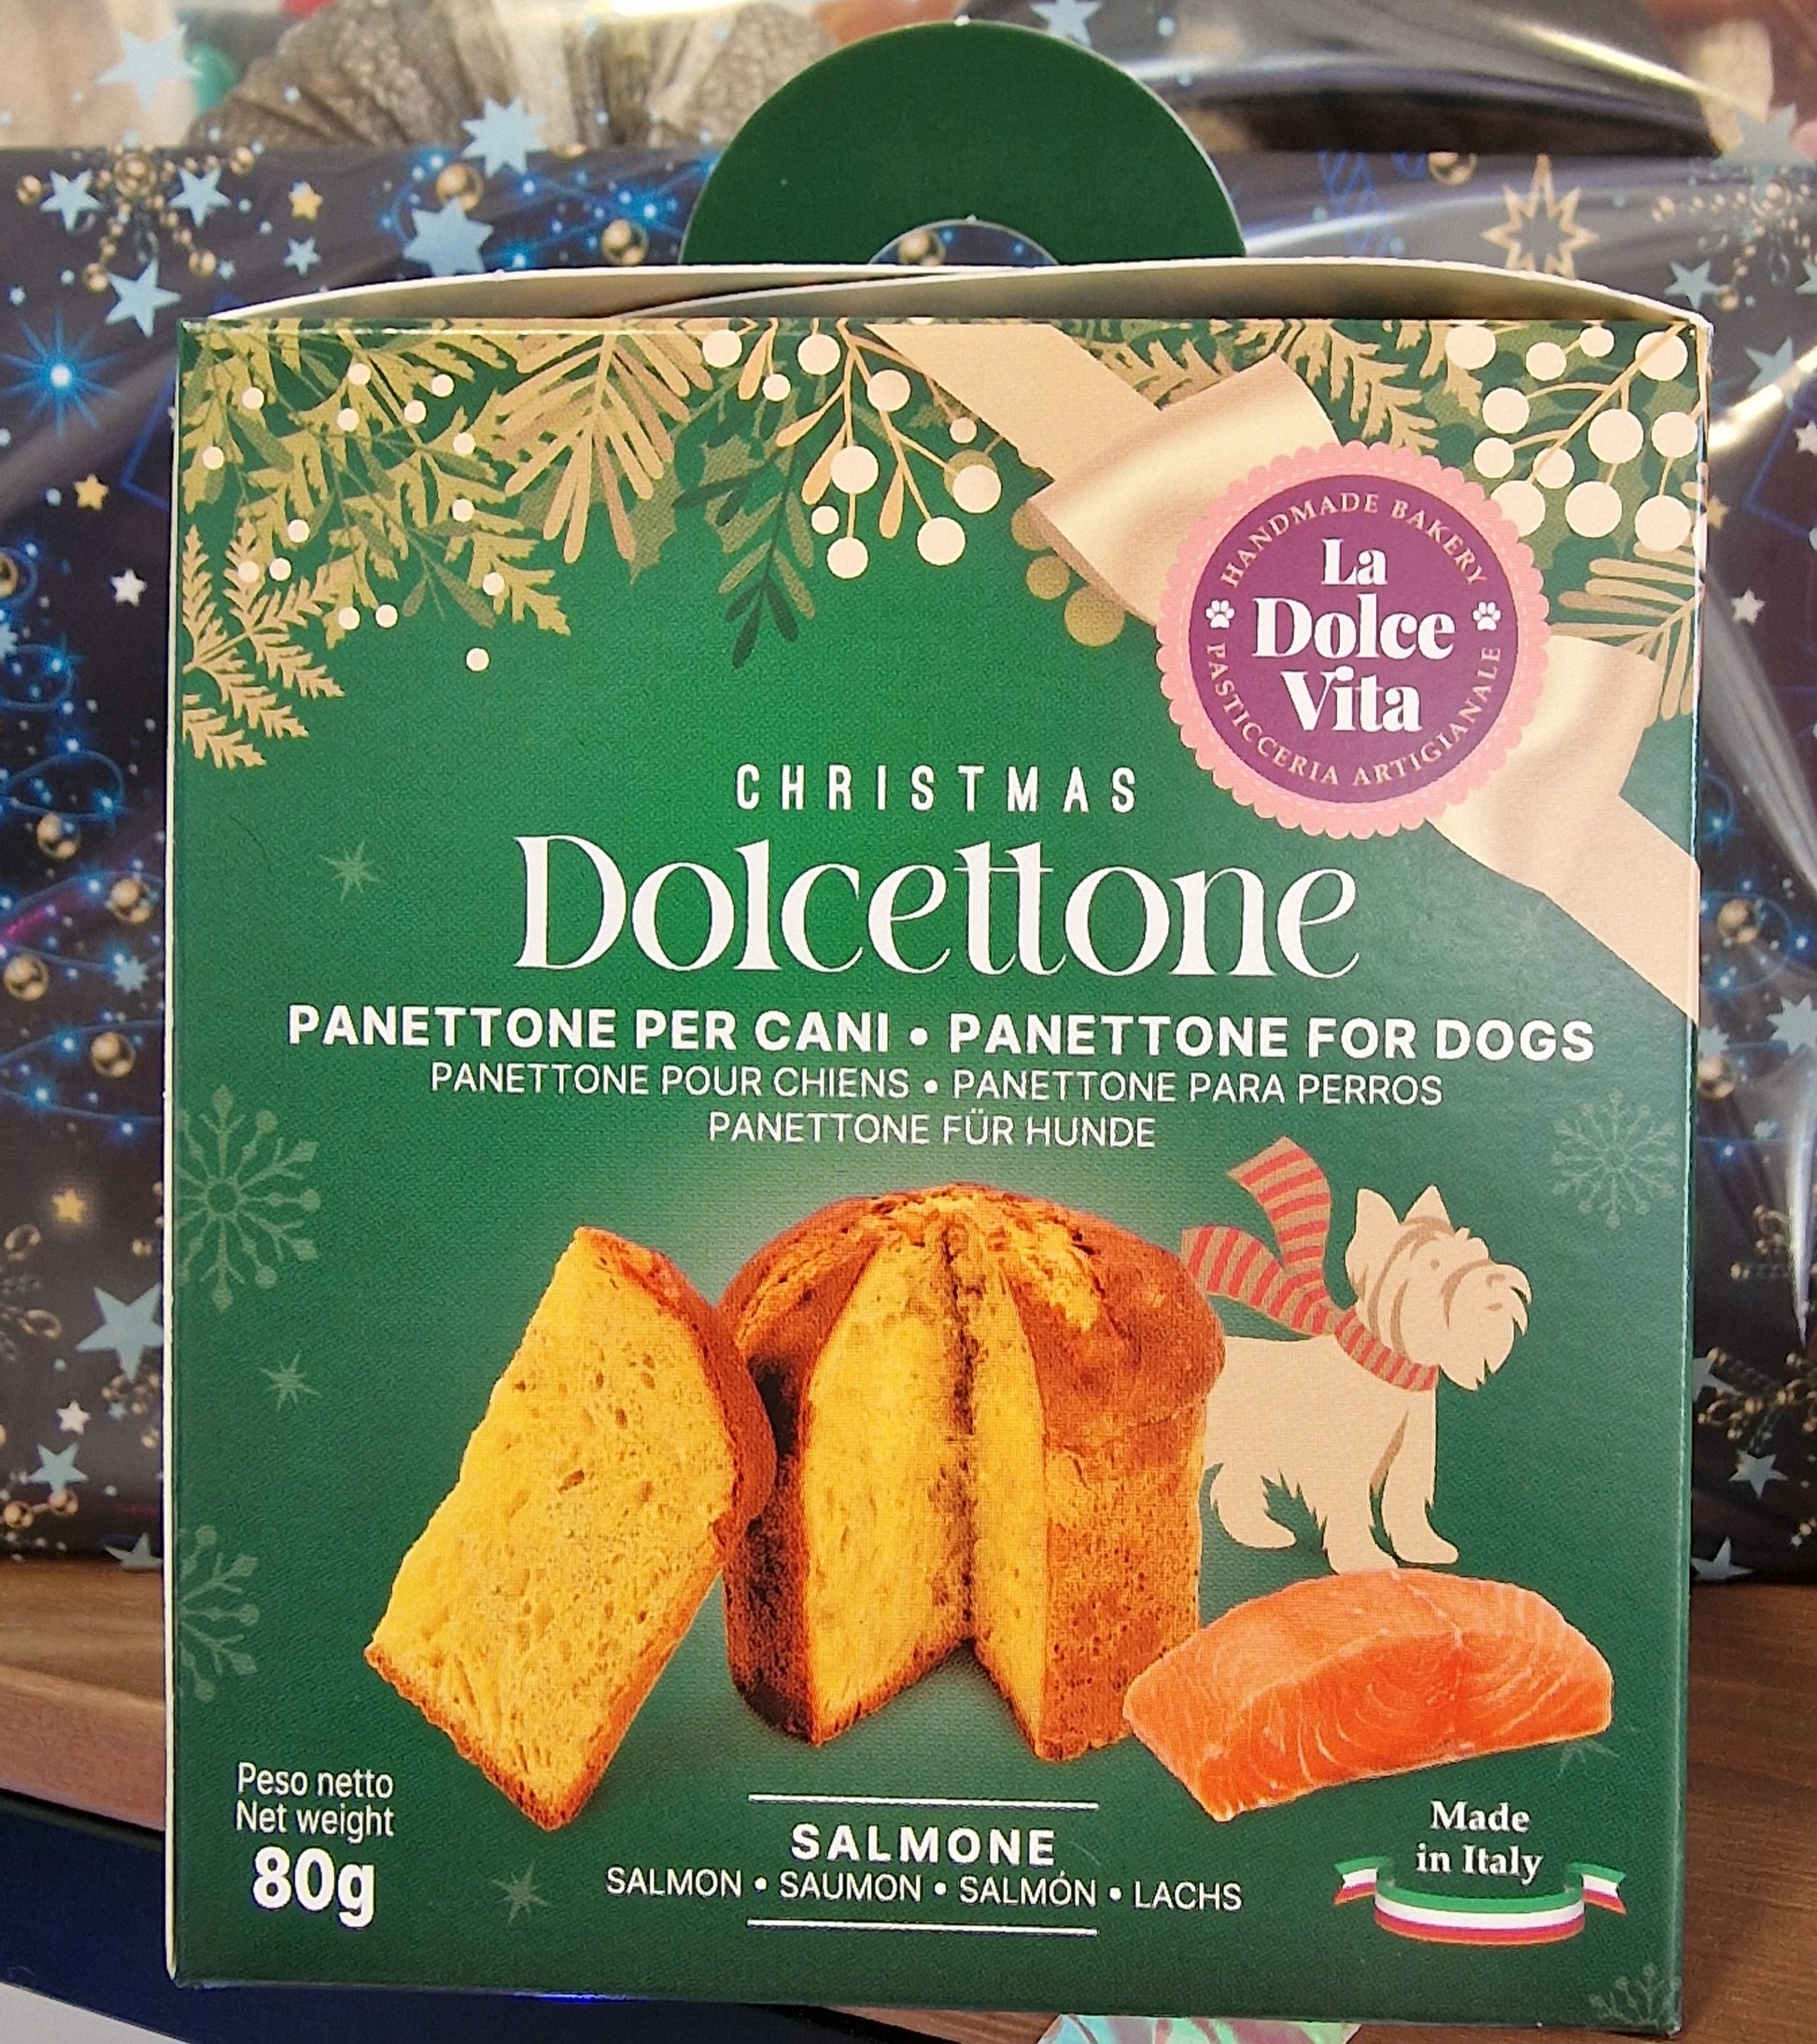 HANDMADE BAKERY
La
Dolce
Vita
PASTICCERIA ARTIGIANALE
CHRISTMAS
Dolcettone
PANETTONE PER CANI • PANETTONE FOR DOGS
PANETTONE POUR CHIENS • PANETTONE PARA PERROS
PANETTONE FÜR HUNDE
Peso netto
Net weight
80g
SALMONE
SALMON • SAUMON • SALMÓN • LACHS
Made
in Italy